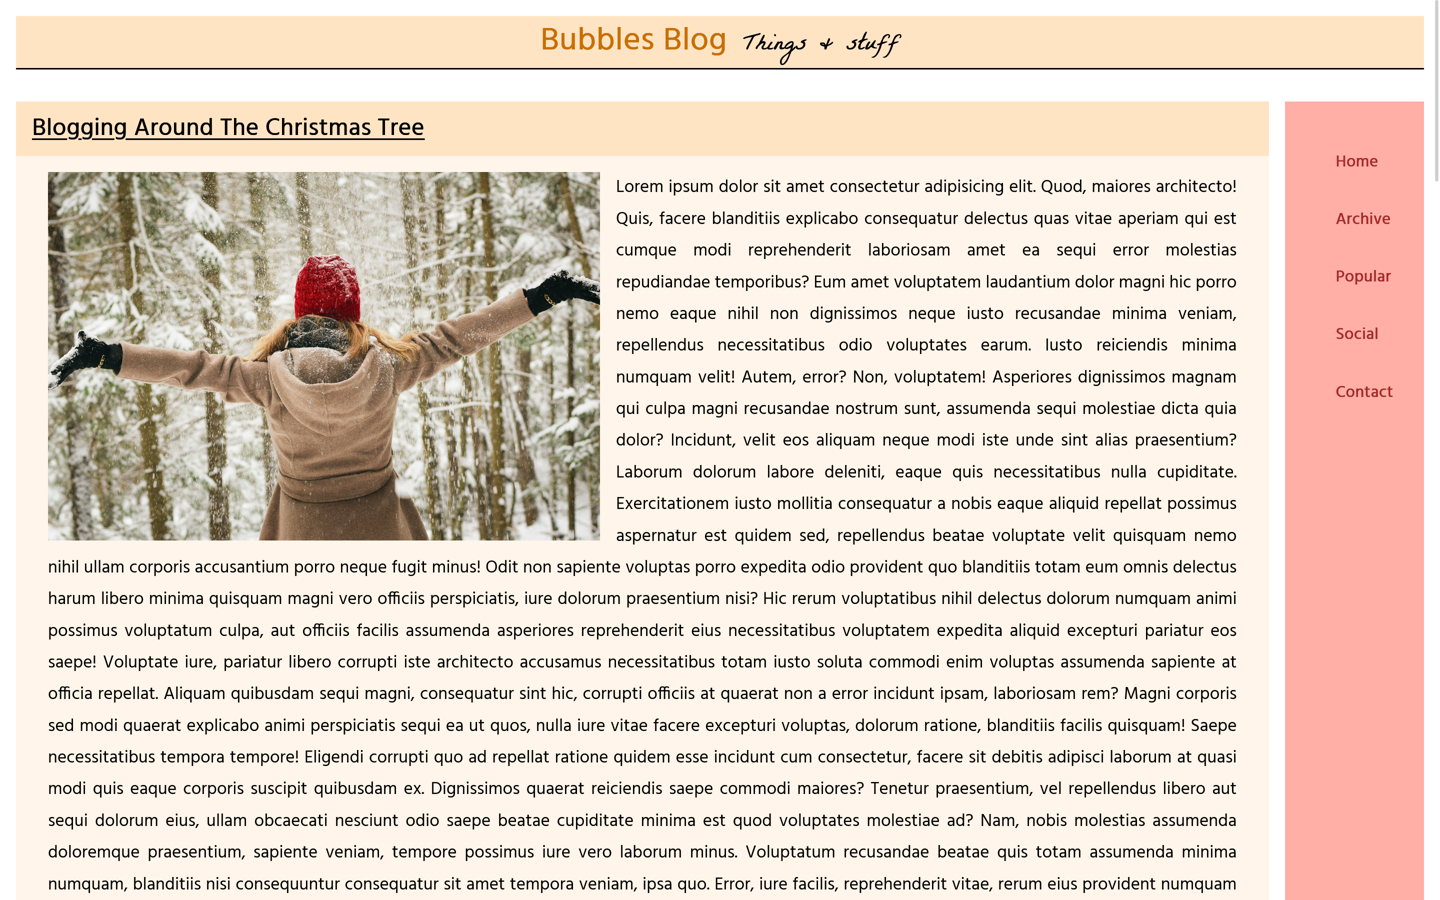 Bubbles Blog Things & stuff
Blogging Around The Christmas Tree
Lorem ipsum dolor sit amet consectetur adipisicing elit. Quod, maiores architecto!
Quis, facere blanditiis explicabo consequatur delectus quas vitae aperiam qui est
cumque modi reprehenderit laboriosam amet ea sequi error molestias
repudiandae temporibus? Eum amet voluptatem laudantium dolor magni hic porro
nemo eaque nihil non dignissimos neque iusto recusandae minima veniam,
repellendus necessitatibus odio voluptates earum. Iusto reiciendis minima
numquam velit! Autem, error? Non, voluptatem! Asperiores dignissimos magnam
qui culpa magni recusandae nostrum sunt, assumenda sequi molestiae dicta quia
dolor? Incidunt, velit eos aliquam neque modi iste unde sint alias praesentium?
Laborum dolorum labore deleniti, eaque quis necessitatibus nulla cupiditate.
Exercitationem iusto mollitia consequatur a nobis eaque aliquid repellat possimus
aspernatur est quidem sed, repellendus beatae voluptate velit quisquam nemo
nihil ullam corporis accusantium porro neque fugit minus! Odit non sapiente voluptas porro expedita odio provident quo blanditiis totam eum omnis delectus
harum libero minima quisquam magni vero officiis perspiciatis, iure dolorum praesentium nisi? Hic rerum voluptatibus nihil delectus dolorum numquam animi
possimus voluptatum culpa, aut officiis facilis assumenda asperiores reprehenderit eius necessitatibus voluptatem expedita aliquid excepturi pariatur eos
saepe! Voluptate iure, pariatur libero corrupti iste architecto accusamus necessitatibus totam iusto soluta commodi enim voluptas assumenda sapiente at
officia repellat. Aliquam quibusdam sequi magni, consequatur sint hic, corrupti officiis at quaerat non a error incidunt ipsam, laboriosam rem? Magni corporis
sed modi quaerat explicabo animi perspiciatis sequi ea ut quos, nulla iure vitae facere excepturi voluptas, dolorum ratione, blanditiis facilis quisquam! Saepe
necessitatibus tempora tempore! Eligendi corrupti quo ad repellat ratione quidem esse incidunt cum consectetur, facere sit debitis adipisci laborum at quasi
modi quis eaque corporis suscipit quibusdam ex. Dignissimos quaerat reiciendis saepe commodi maiores? Tenetur praesentium, vel repellendus libero aut
sequi dolorum eius, ullam obcaecati nesciunt odio saepe beatae cupiditate minima est quod voluptates molestiae ad? Nam, nobis molestias assumenda
doloremque praesentium, sapiente veniam, tempore possimus iure vero laborum minus. Voluptatum recusandae beatae quis totam assumenda minima
numquam, blanditiis nisi consequuntur consequatur sit amet tempora veniam, ipsa quo. Error, iure facilis, reprehenderit vitae, rerum eius provident numquam
Home
Archive
Popular
Social
Contact